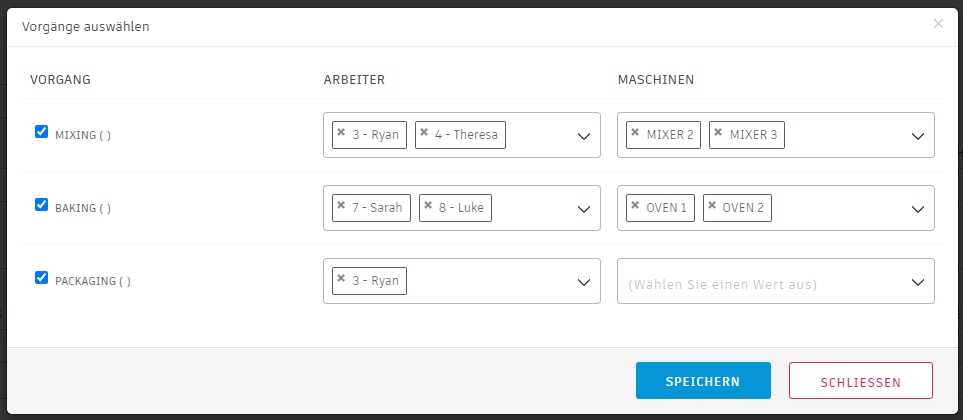 Vorgänge auswählen ×
VORGANG ARBEITER MASCHINEN
MIXING ( ) × 3 - Ryan × 4 - Theresa × MIXER 2 × MIXER 3
BAKING ( ) × 7 - Sarah × 8 - Luke × OVEN 1 × OVEN 2
PACKAGING ( ) × 3 - Ryan (Wählen Sie einen Wert aus)
SPEICHERN SCHLIESSEN